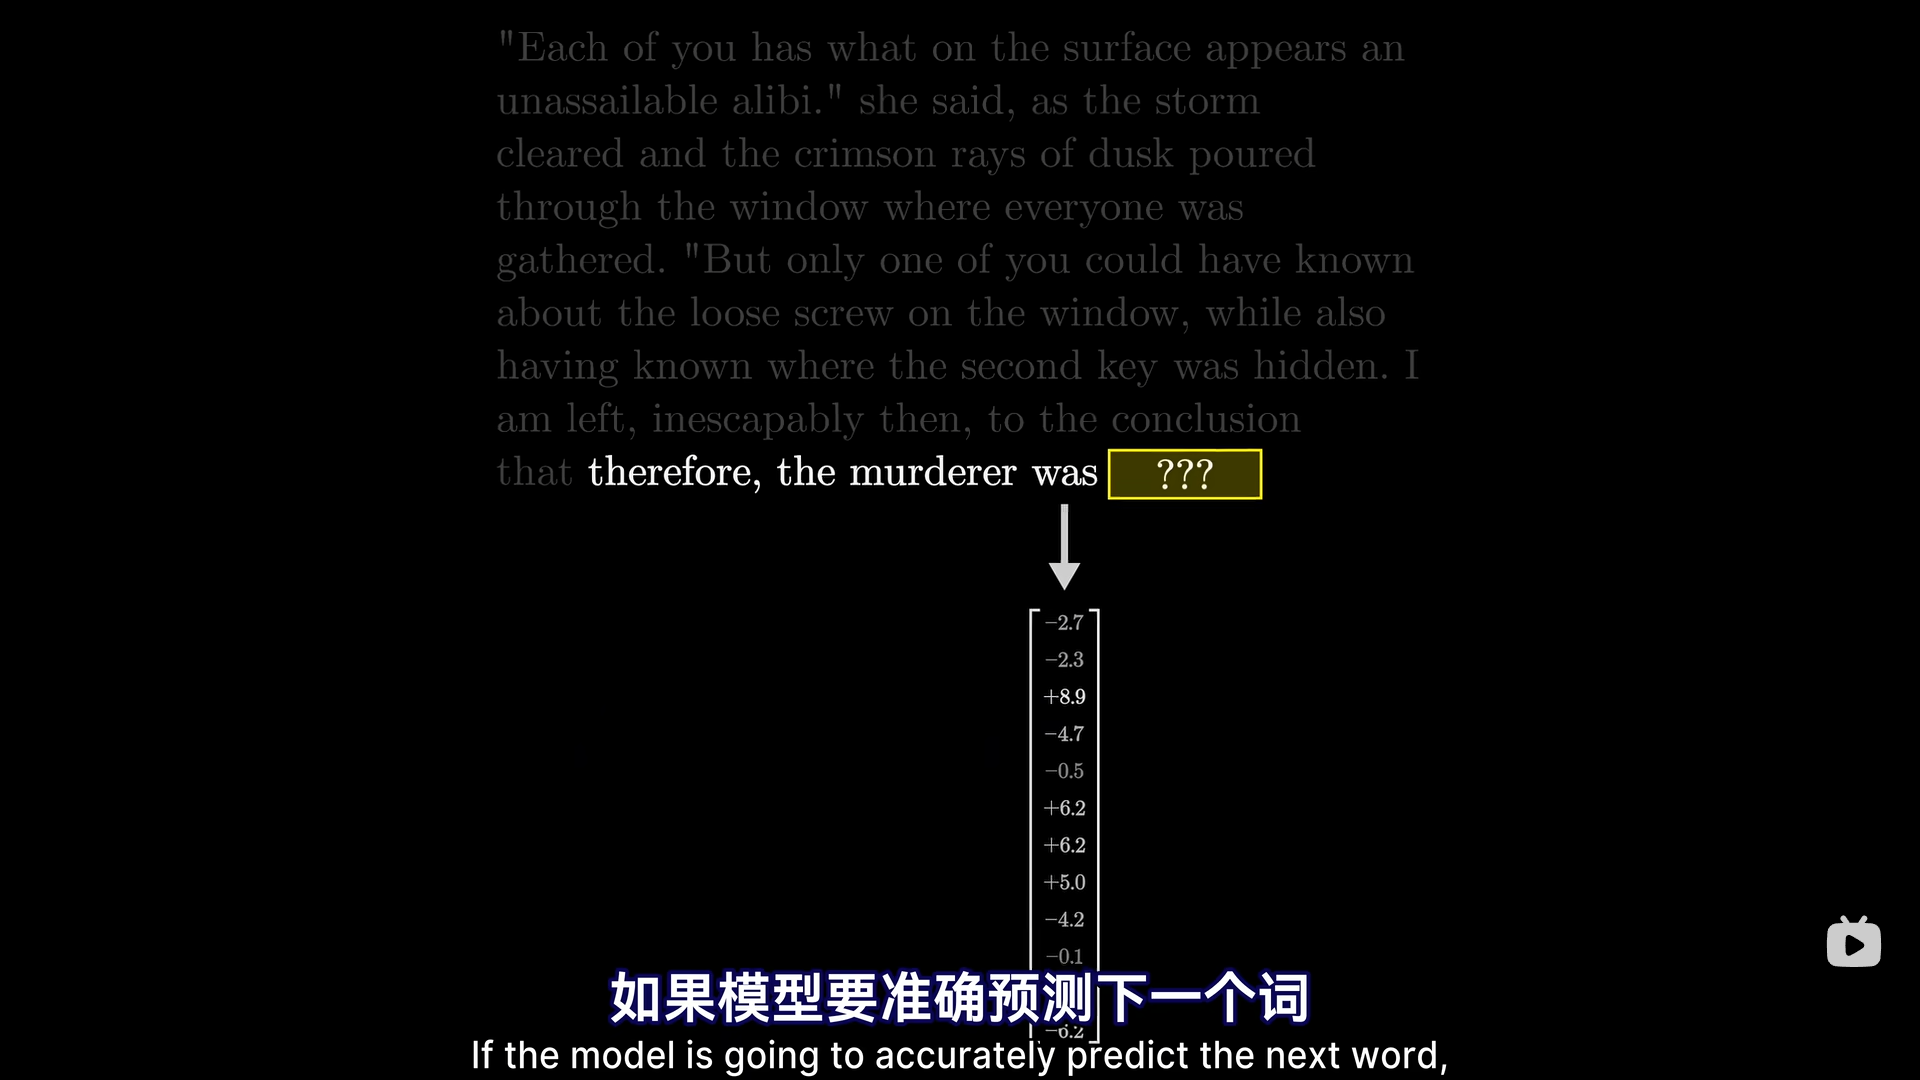 "Each of you has what on the surface appears an
unassailable alibi." she said, as the storm
cleared and the crimson rays of dusk poured
through the window where everyone was
gathered. "But only one of you could have known
about the loose screw on the window, while also
having known where the second key was hidden. I
am left, inescapably then, to the conclusion
that therefore, the murderer was ???
−2.7
−2.3
+8.9
−4.7
−0.5
+6.2
+6.2
+5.0
−4.2
−0.1
−6.2
如果模型要准确预测下一个词
If the model is going to accurately predict the next word,